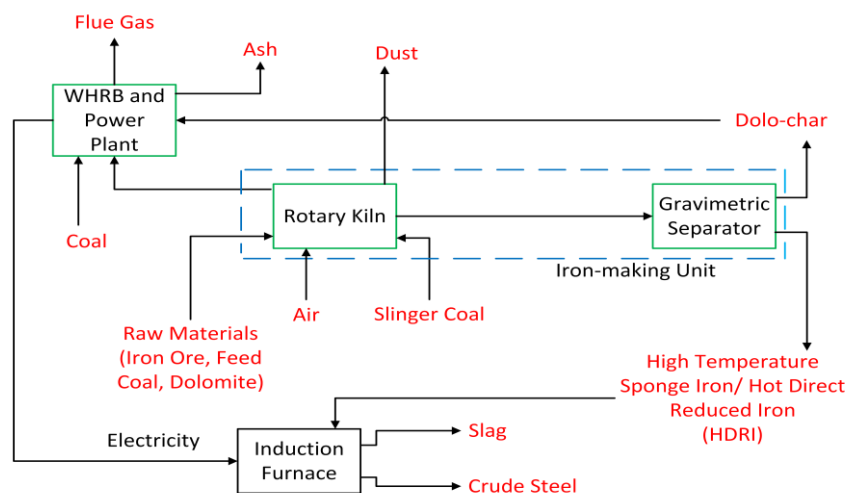 Flue Gas
Ash
Dust
WHRB and
Power
Plant
Dolo-char
Coal
Rotary Kiln
Gravimetric
Separator
Iron-making Unit
Raw Materials
(Iron Ore, Feed
Coal, Dolomite)
Air
Slinger Coal
High Temperature
Sponge Iron/ Hot Direct
Reduced Iron
(HDRI)
Electricity
Induction
Furnace
Slag
Crude Steel